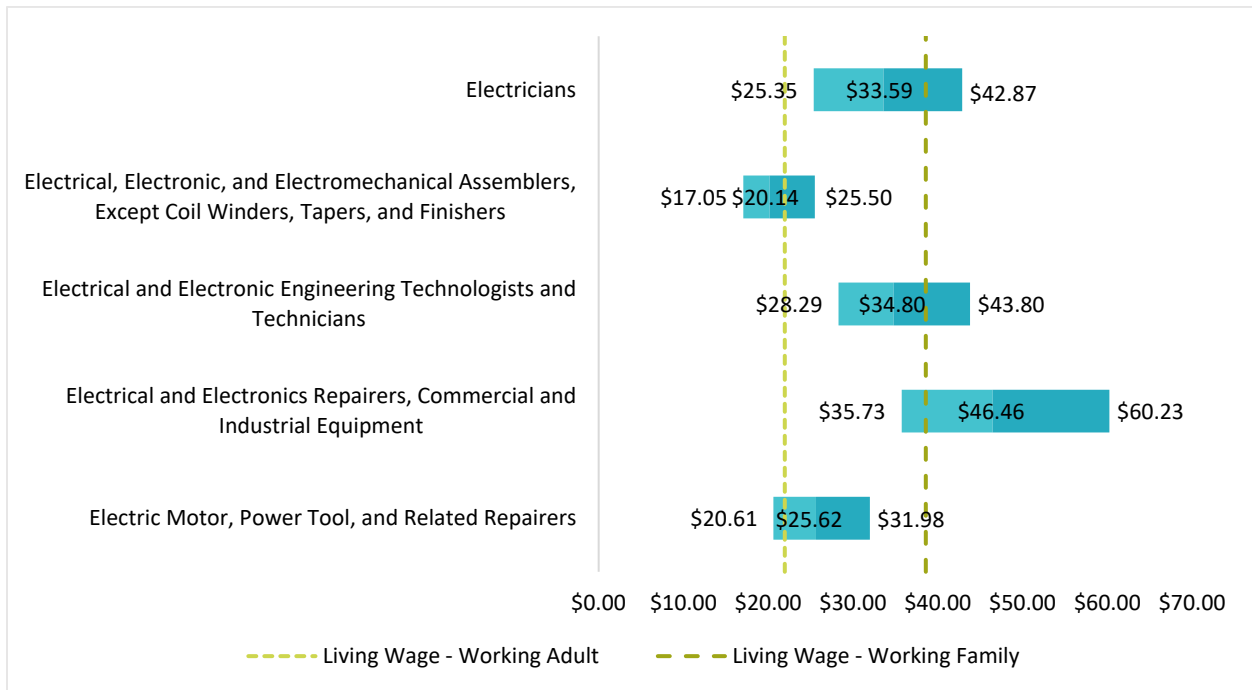 Electricians
$25.35 $33.59 $42.87
Electrical, Electronic, and Electromechanical Assemblers,
Except Coil Winders, Tapers, and Finishers
$17.05 $20.14 $25.50
Electrical and Electronic Engineering Technologists and
Technicians
$28.29 $34.80 $43.80
Electrical and Electronics Repairers, Commercial and
Industrial Equipment
$35.73 $46.46 $60.23
Electric Motor, Power Tool, and Related Repairers
$20.61 $25.62 $31.98
$0.00 $10.00 $20.00 $30.00 $40.00 $50.00 $60.00 $70.00
Living Wage - Working Adult Living Wage - Working Family